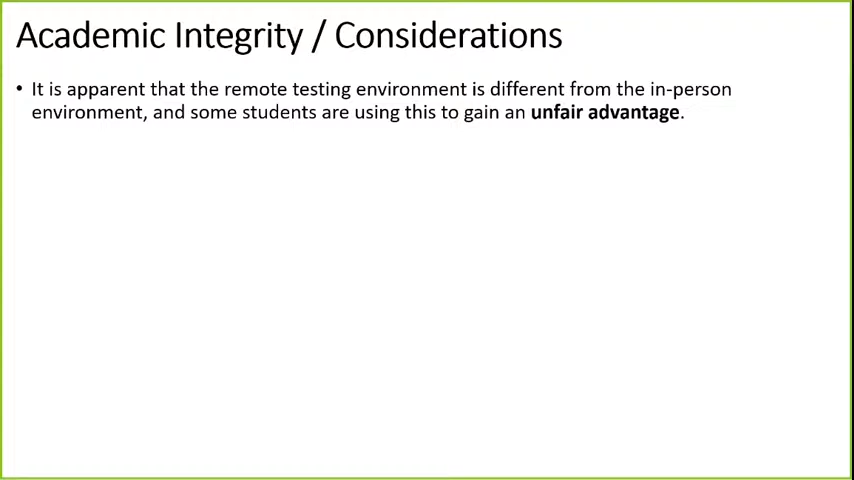 Academic Integrity / Considerations
• It is apparent that the remote testing environment is different from the in-person
environment, and some students are using this to gain an unfair advantage.